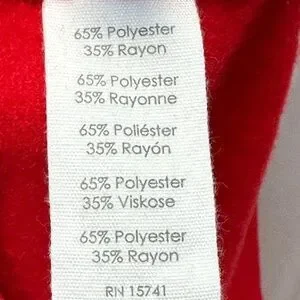 65% Polyester
35% Rayon
65% Polyester
35% Rayonne
65% Poliéster
35% Rayón
65% Polyester
35% Viskose
65% Polyester
35% Rayon
RN 15741